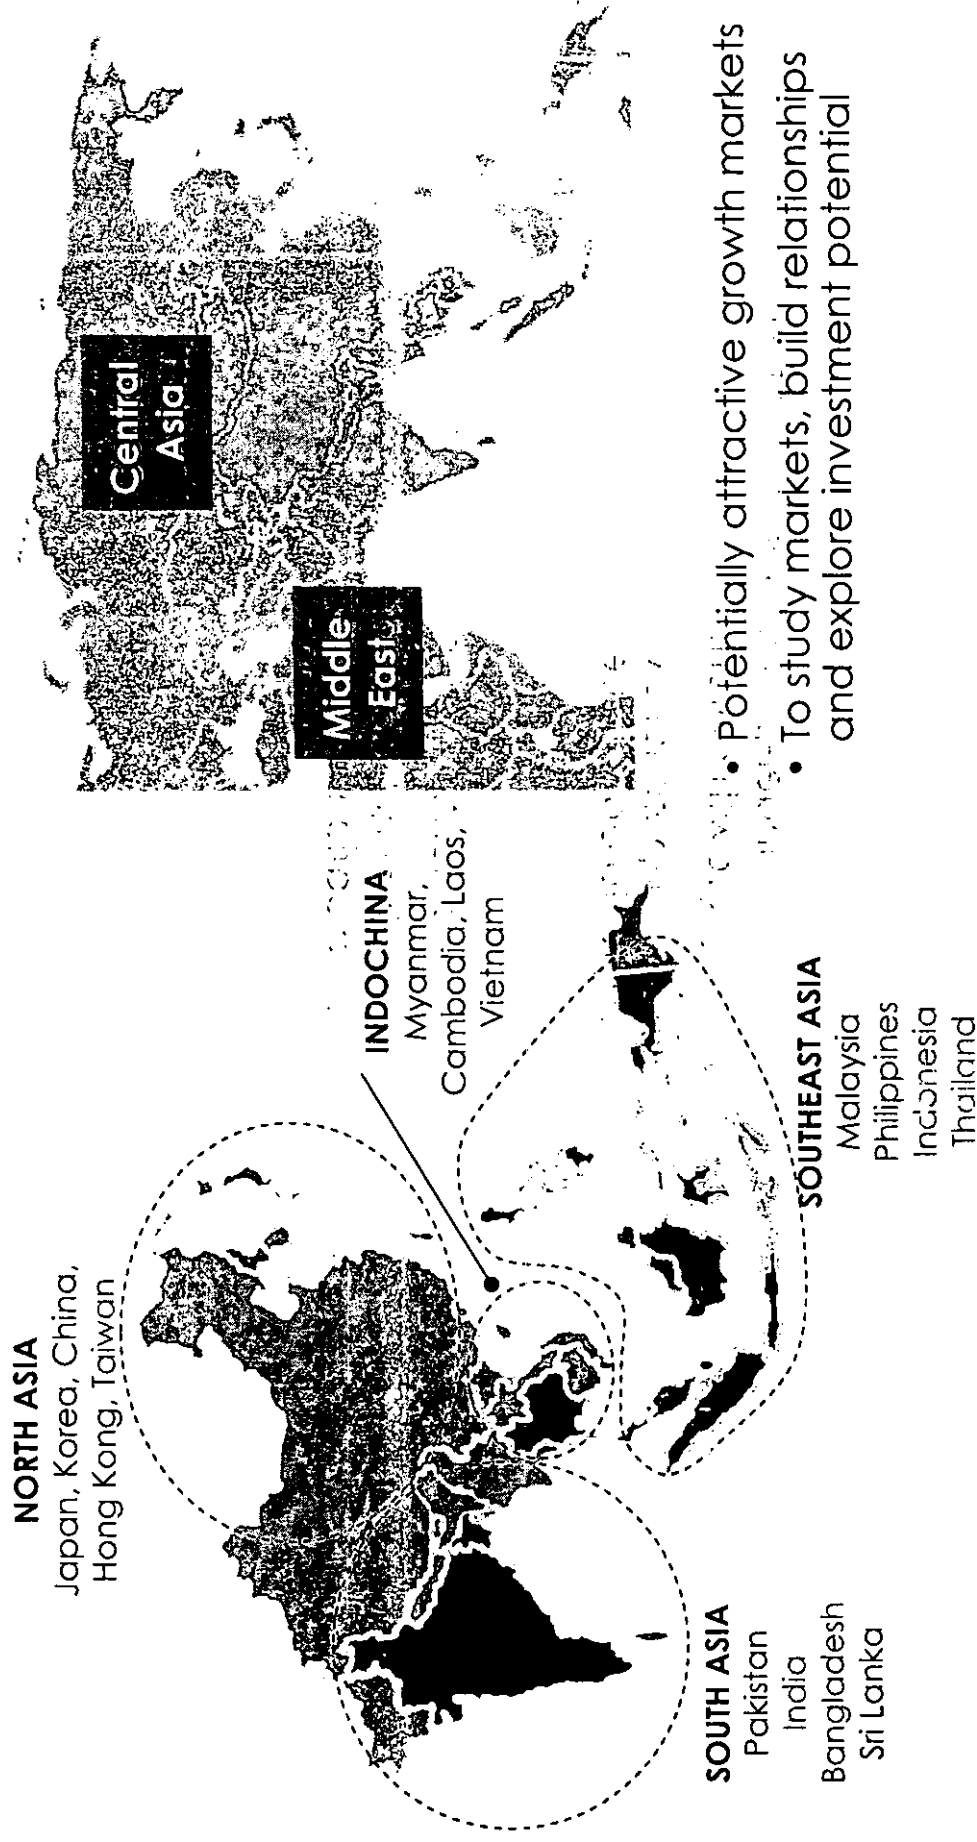 NORTH ASIA
Japan, Korea, China,
Hong Kong, Taiwan
SOUTH ASIA
Pakistan
India
Bangladesh
Sri Lanka
INDOCHINA
Myanmar,
Cambodia, Laos,
Vietnam
SOUTHEAST ASIA
Malaysia
Philippines
Indonesia
Thailand
Central
Asia
Middle
East
• Potentially attractive growth markets
• To study markets, build relationships
and explore investment potential